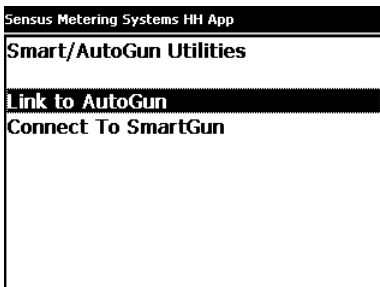 Sensus Metering Systems HH App
Smart/AutoGun Utilities
Link to AutoGun
Connect To SmartGun